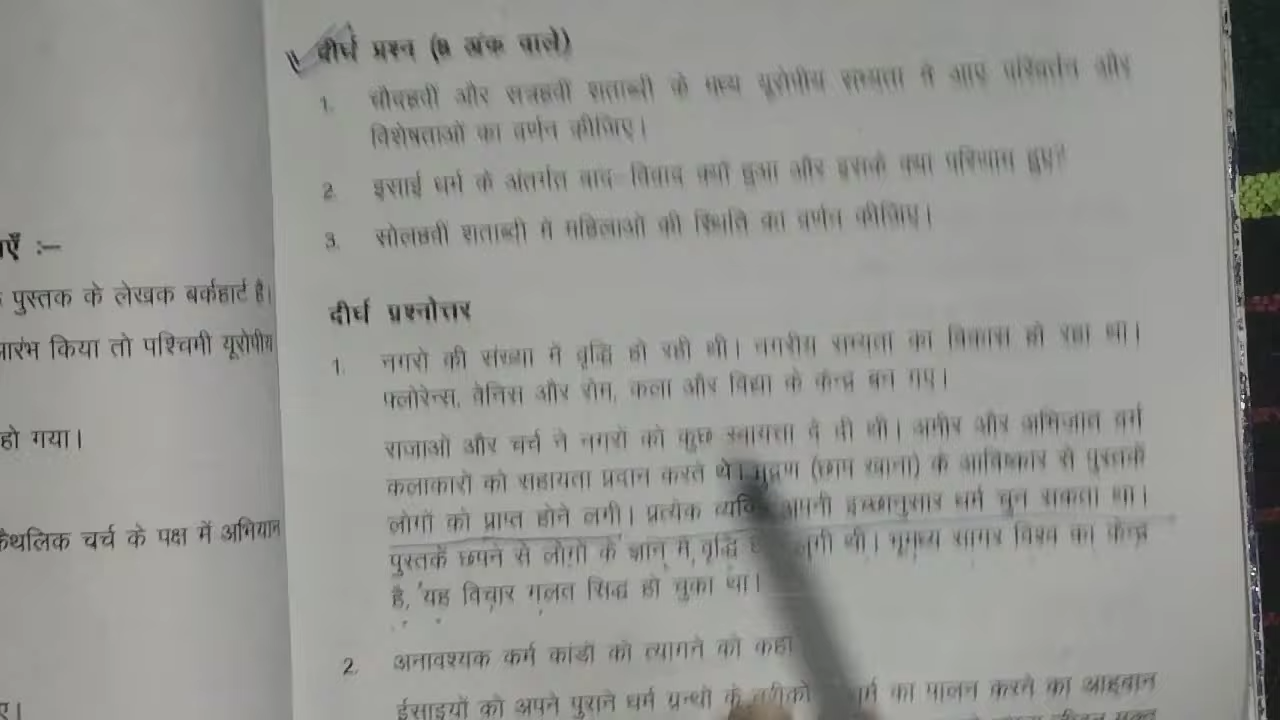 दीर्घ प्रश्न (8 अंक वाले)
1. चौदहवीं और सत्रहवीं शताब्दी के मध्य यूरोपीय सभ्यता में आए परिवर्तन और
विशेषताओं का वर्णन कीजिए।
2. इसाई धर्म के अंतर्गत वाद-विवाद क्यों हुआ और इसके क्या परिणाम हुए?
3. सोलहवीं शताब्दी में महिलाओं की स्थिति का वर्णन कीजिए।
:–
पुस्तक के लेखक बर्कहार्ट है।
किया तो पश्चिमी यूरोपीय
हो गया।
चर्च के पक्ष में अभियान
दीर्घ प्रश्नोत्तर
1. नगरों की संख्या में वृद्धि हो रही थी। नगरीय सभ्यता का विकास हो रहा था।
फ्लोरेन्स, वेनिस और रोम, कला और विद्या के केन्द्र बन गए।
राजाओं और चर्च ने नगरों को कुछ स्वायत्ता दे दी थी। अमीर और अभिजात वर्ग
कलाकारों को सहायता प्रदान करते थे। मुद्रण (छाप खाना) के आविष्कार से पुस्तकें
लोगों को प्राप्त होने लगी। प्रत्येक व्यक्ति अपनी इच्छानुसार धर्म चुन सकता था।
पुस्तकें छपने से लोगों के ज्ञान में वृद्धि लगी थी। भूमध्य सागर विश्व का केन्द्र
है, यह विचार गलत सिद्ध हो चुका था।
2. अनावश्यक कर्म कांडों को त्यागने को कहा
ईसाइयों को अपने पुराने धर्म ग्रन्थों के तरीकों का पालन करने का आहवान